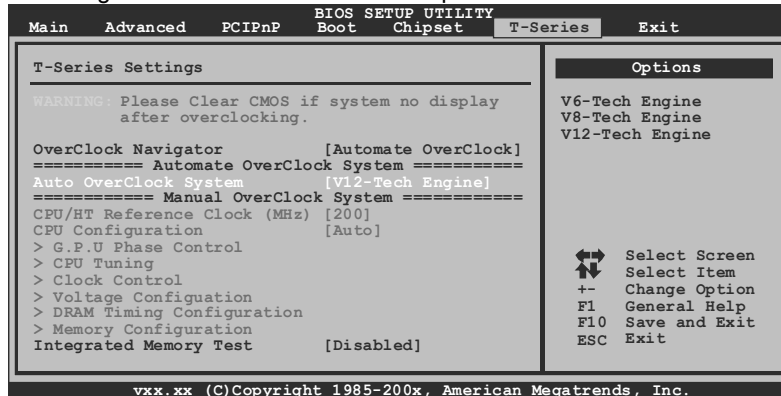 BIOS SETUP UTILITY
Main Advanced PCIPnP Boot Chipset T-Series Exit
T-Series Settings
WARNING: Please Clear CMOS if system no display
after overclocking.
OverClock Navigator [Automate OverClock]
=========== Automate OverClock System ===========
Auto OverClock System [V12-Tech Engine]
============ Manual OverClock System ============
CPU/HT Reference Clock (MHz) [200]
CPU Configuration [Auto]
> G.P.U Phase Control
> CPU Tuning
> Clock Control
> Voltage Configuation
> DRAM Timing Configuration
> Memory Configuration
Integrated Memory Test [Disabled]
Options
V6-Tech Engine
V8-Tech Engine
V12-Tech Engine
Select Screen
Select Item
+- Change Option
F1 General Help
F10 Save and Exit
ESC Exit
vxx.xx (C)Copyright 1985-200x, American Megatrends, Inc.